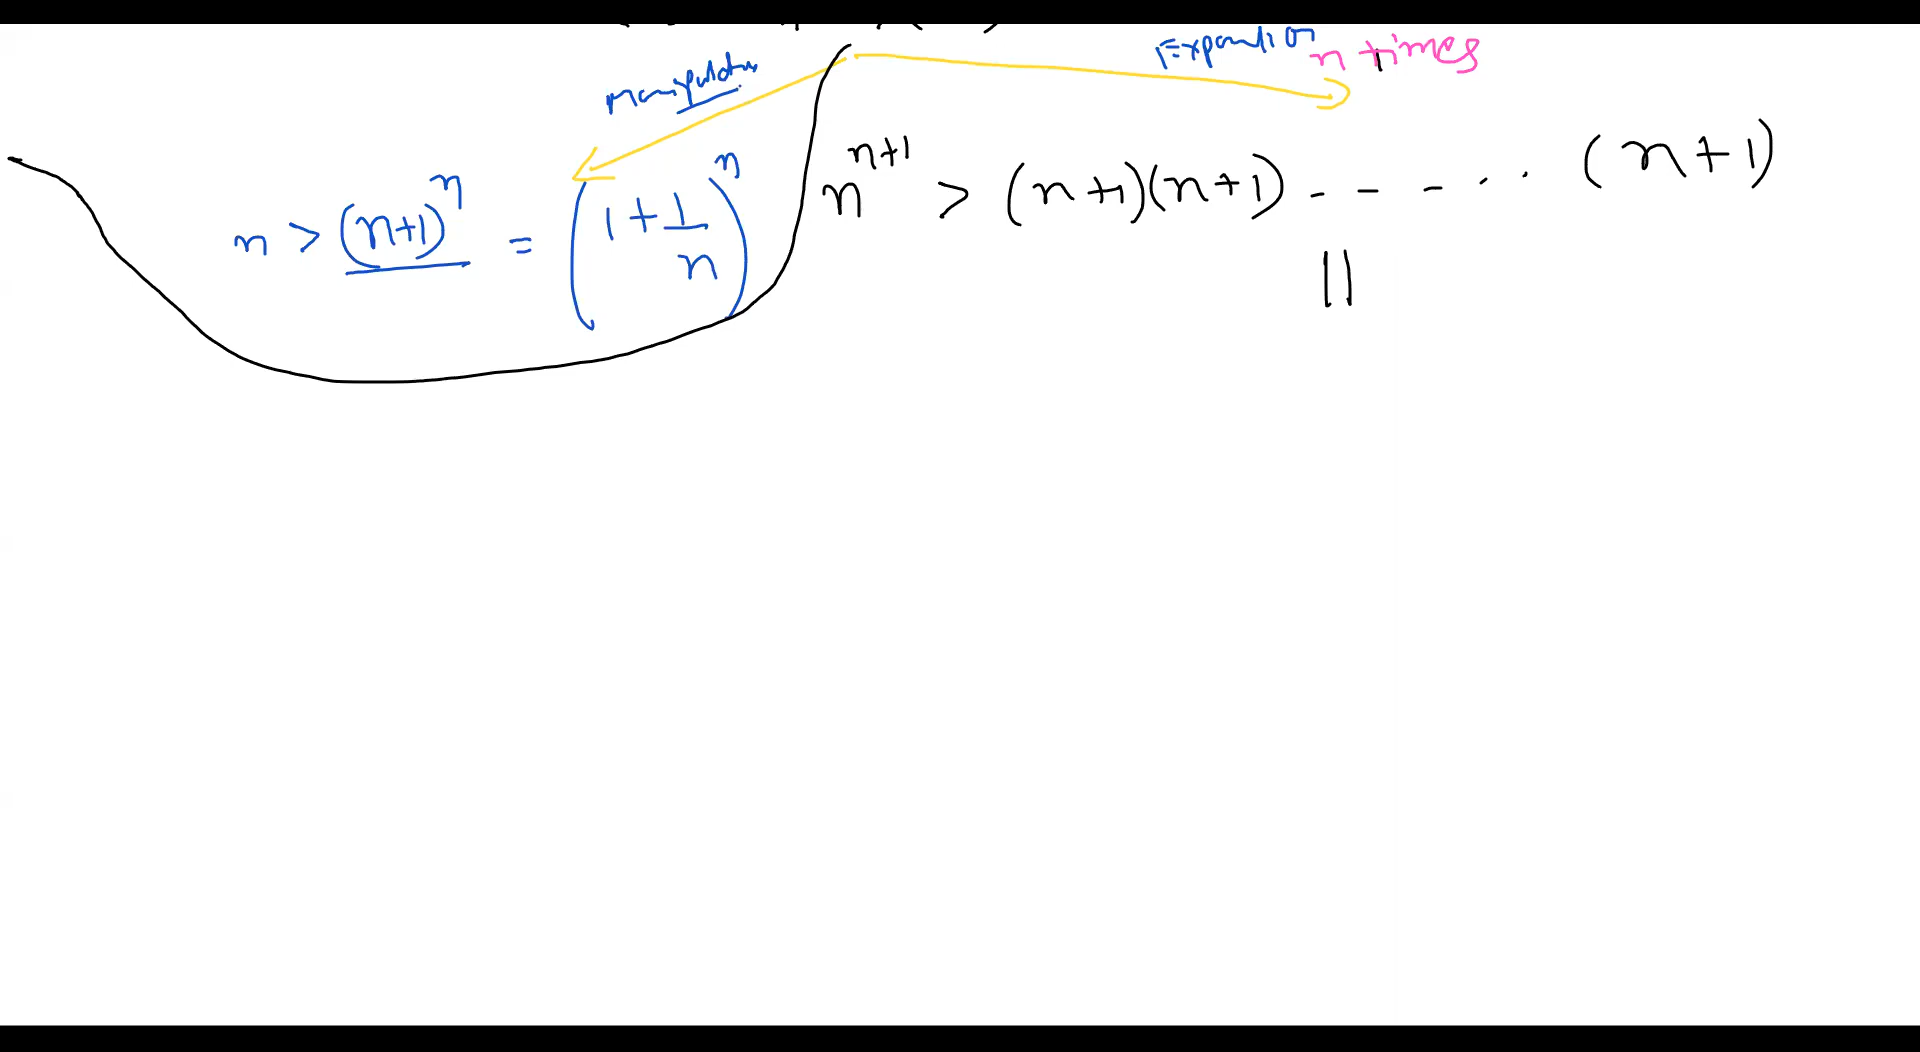 Expansion
n times
manipulation
n > (n+1)^n = (1 + 1/n)^n
n^{n+1} > (n+1)(n+1) - - - . . (n+1)
||